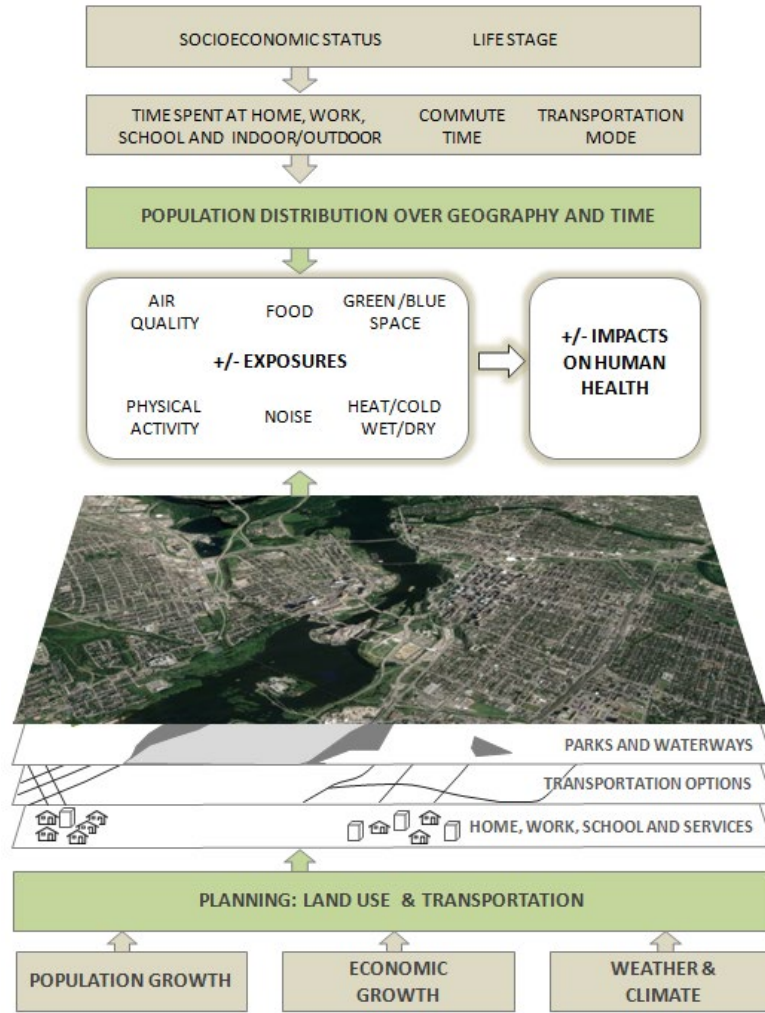 SOCIOECONOMIC STATUS
LIFE STAGE
TIME SPENT AT HOME, WORK,
SCHOOL AND INDOOR/OUTDOOR
COMMUTE
TIME
TRANSPORTATION
MODE
POPULATION DISTRIBUTION OVER GEOGRAPHY AND TIME
AIR
QUALITY
FOOD
GREEN/BLUE
SPACE
+/- EXPOSURES
PHYSICAL
ACTIVITY
NOISE
HEAT/COLD
WET/DRY
+/- IMPACTS
ON HUMAN
HEALTH
PARKS AND WATERWAYS
TRANSPORTATION OPTIONS
HOME, WORK, SCHOOL AND SERVICES
PLANNING: LAND USE & TRANSPORTATION
POPULATION GROWTH
ECONOMIC
GROWTH
WEATHER &
CLIMATE